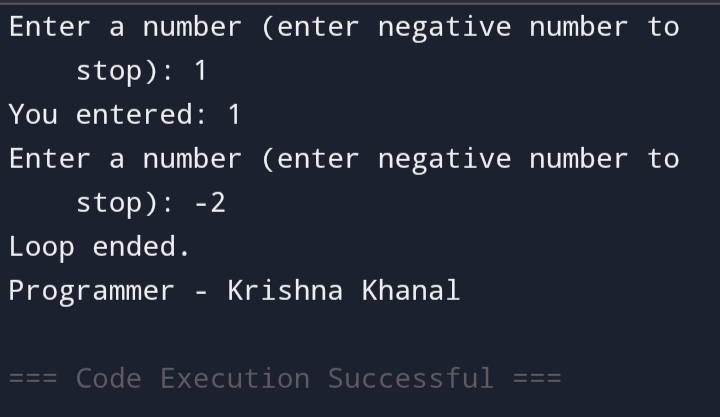 Enter a number (enter negative number to
stop): 1
You entered: 1
Enter a number (enter negative number to
stop): -2
Loop ended.
Programmer - Krishna Khanal
=== Code Execution Successful ===